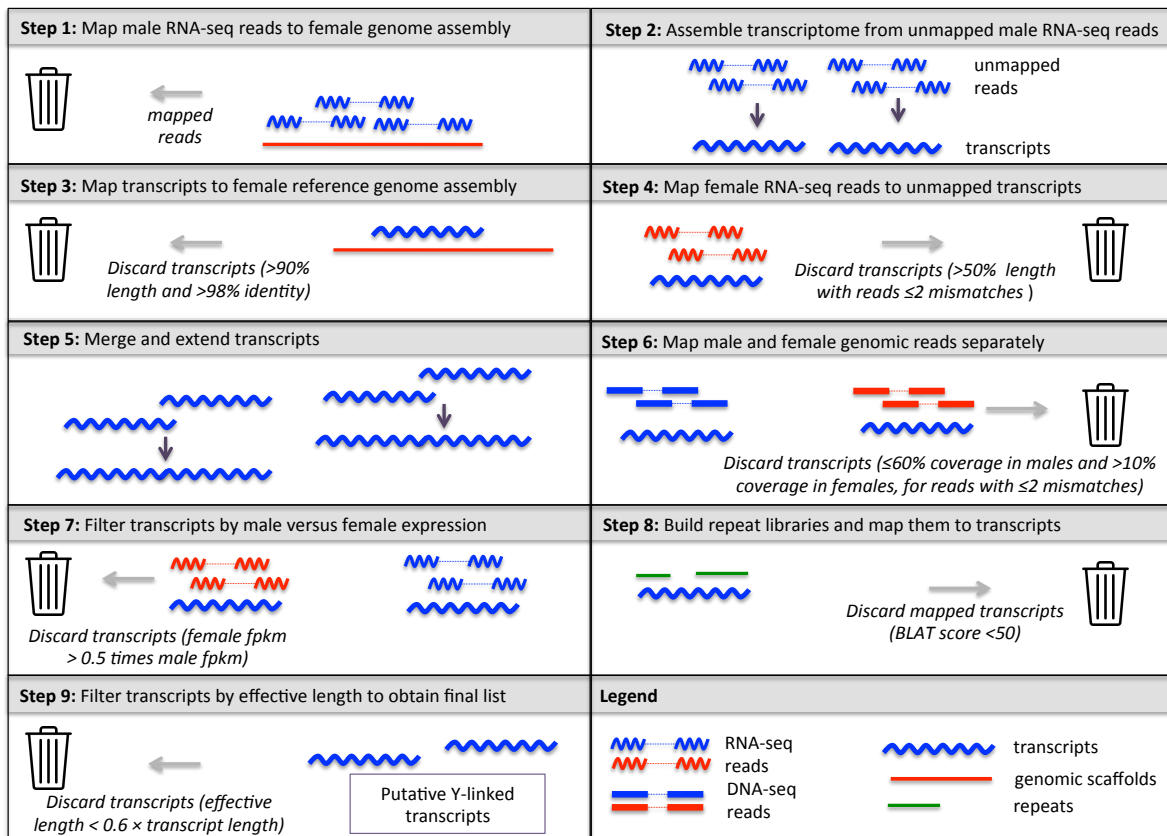 Step 1: Map male RNA-seq reads to female genome assembly
mapped
reads
Step 2: Assemble transcriptome from unmapped male RNA-seq reads
unmapped
reads
transcripts
Step 3: Map transcripts to female reference genome assembly
Discard transcripts (>90%
length and >98% identity)
Step 4: Map female RNA-seq reads to unmapped transcripts
Discard transcripts (>50% length
with reads ≤2 mismatches )
Step 5: Merge and extend transcripts
Step 6: Map male and female genomic reads separately
Discard transcripts (≤60% coverage in males and >10%
coverage in females, for reads with ≤2 mismatches)
Step 7: Filter transcripts by male versus female expression
Discard transcripts (female fpkm
> 0.5 times male fpkm)
Step 8: Build repeat libraries and map them to transcripts
Discard mapped transcripts
(BLAT score <50)
Step 9: Filter transcripts by effective length to obtain final list
Discard transcripts (effective
length < 0.6 × transcript length)
Putative Y-linked
transcripts
Legend
RNA-seq
reads
DNA-seq
reads
transcripts
genomic scaffolds
repeats